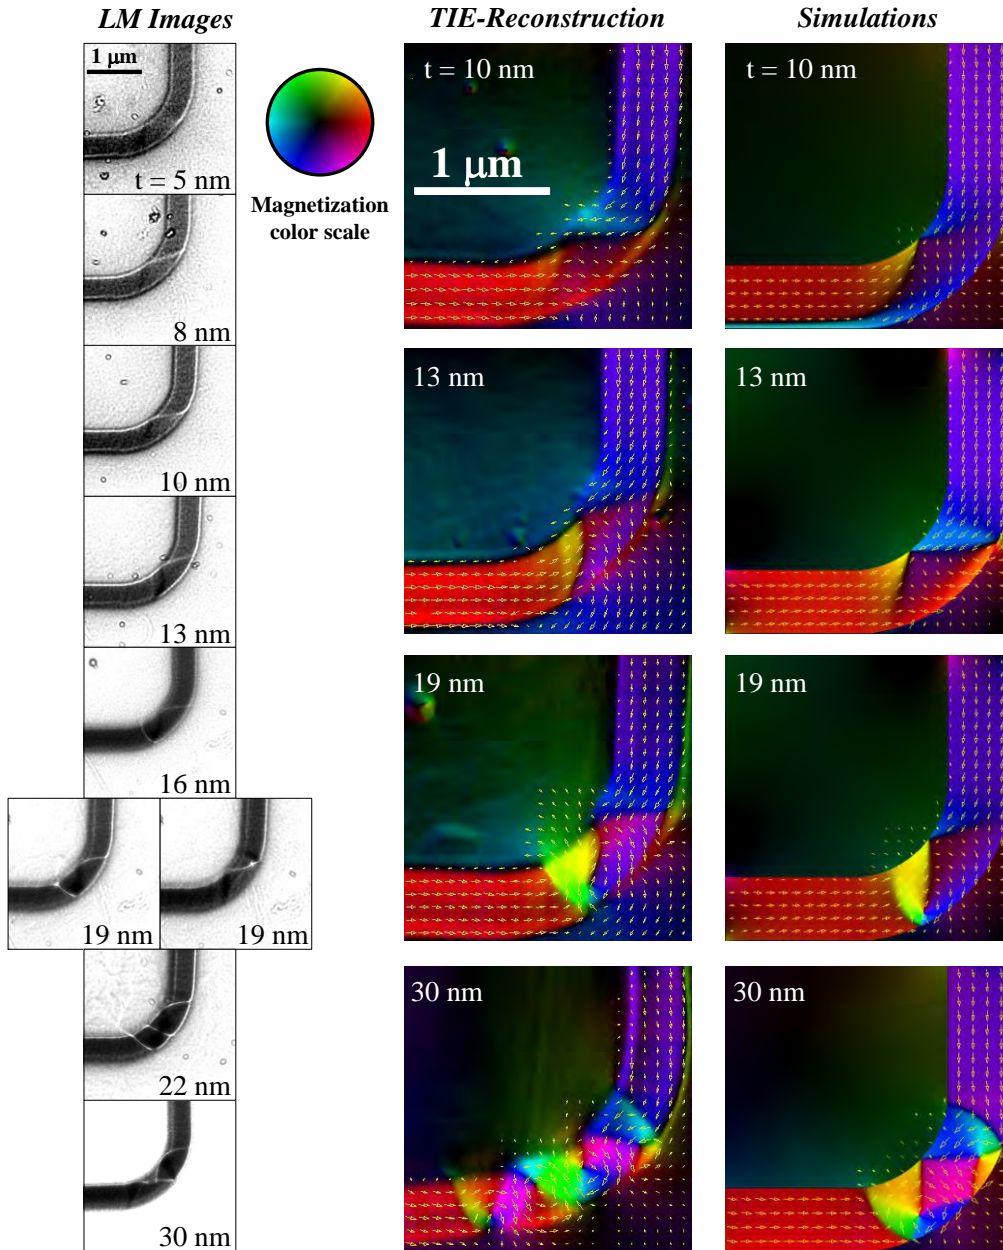 LM Images
TIE-Reconstruction
Simulations
1 μm
t = 5 nm
8 nm
10 nm
13 nm
16 nm
19 nm
19 nm
22 nm
30 nm
Magnetization
color scale
t = 10 nm
1 μm
13 nm
19 nm
30 nm
t = 10 nm
13 nm
19 nm
30 nm